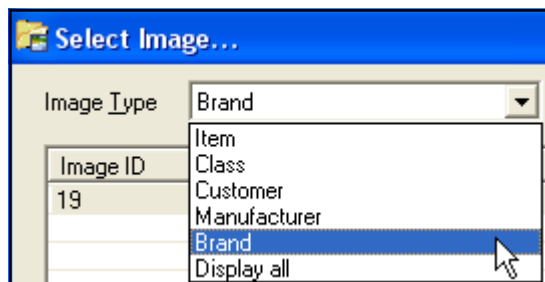 Select Image...
Image Type Brand
Item
Image ID Class
19 Customer
Manufacturer
Brand
Display all